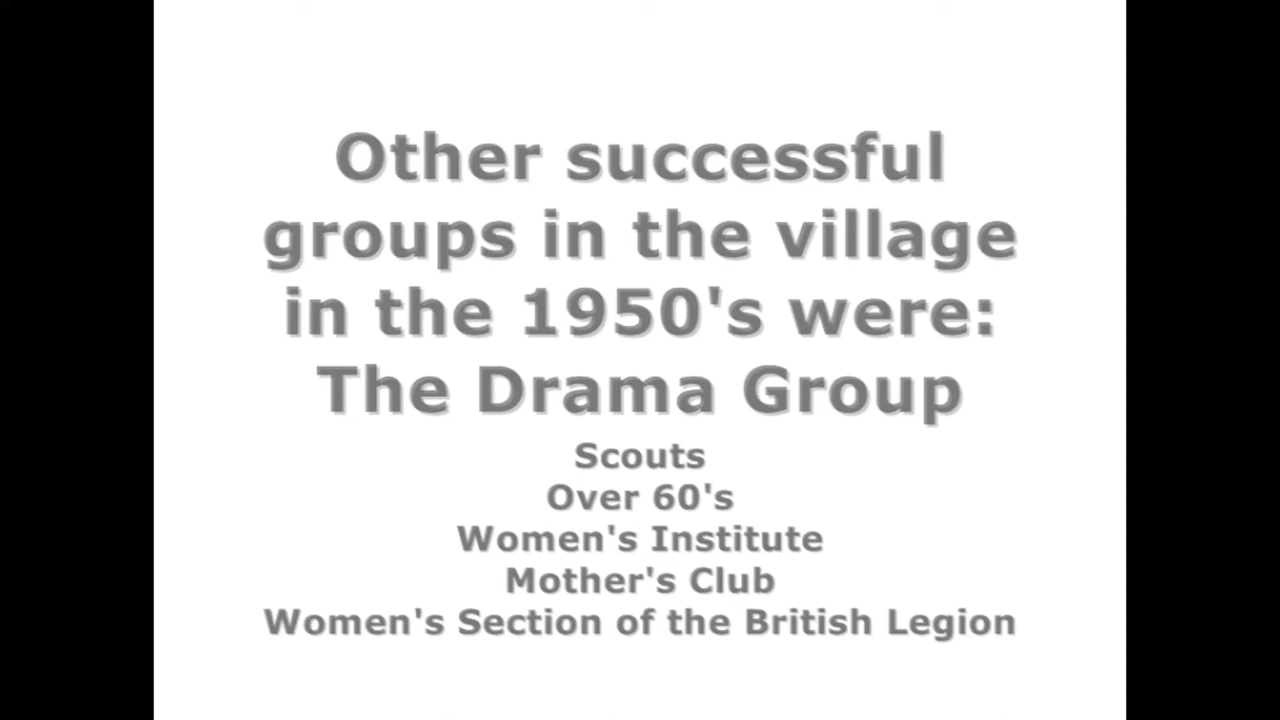 Other successful
groups in the village
in the 1950's were:
The Drama Group
Scouts
Over 60's
Women's Institute
Mother's Club
Women's Section of the British Legion